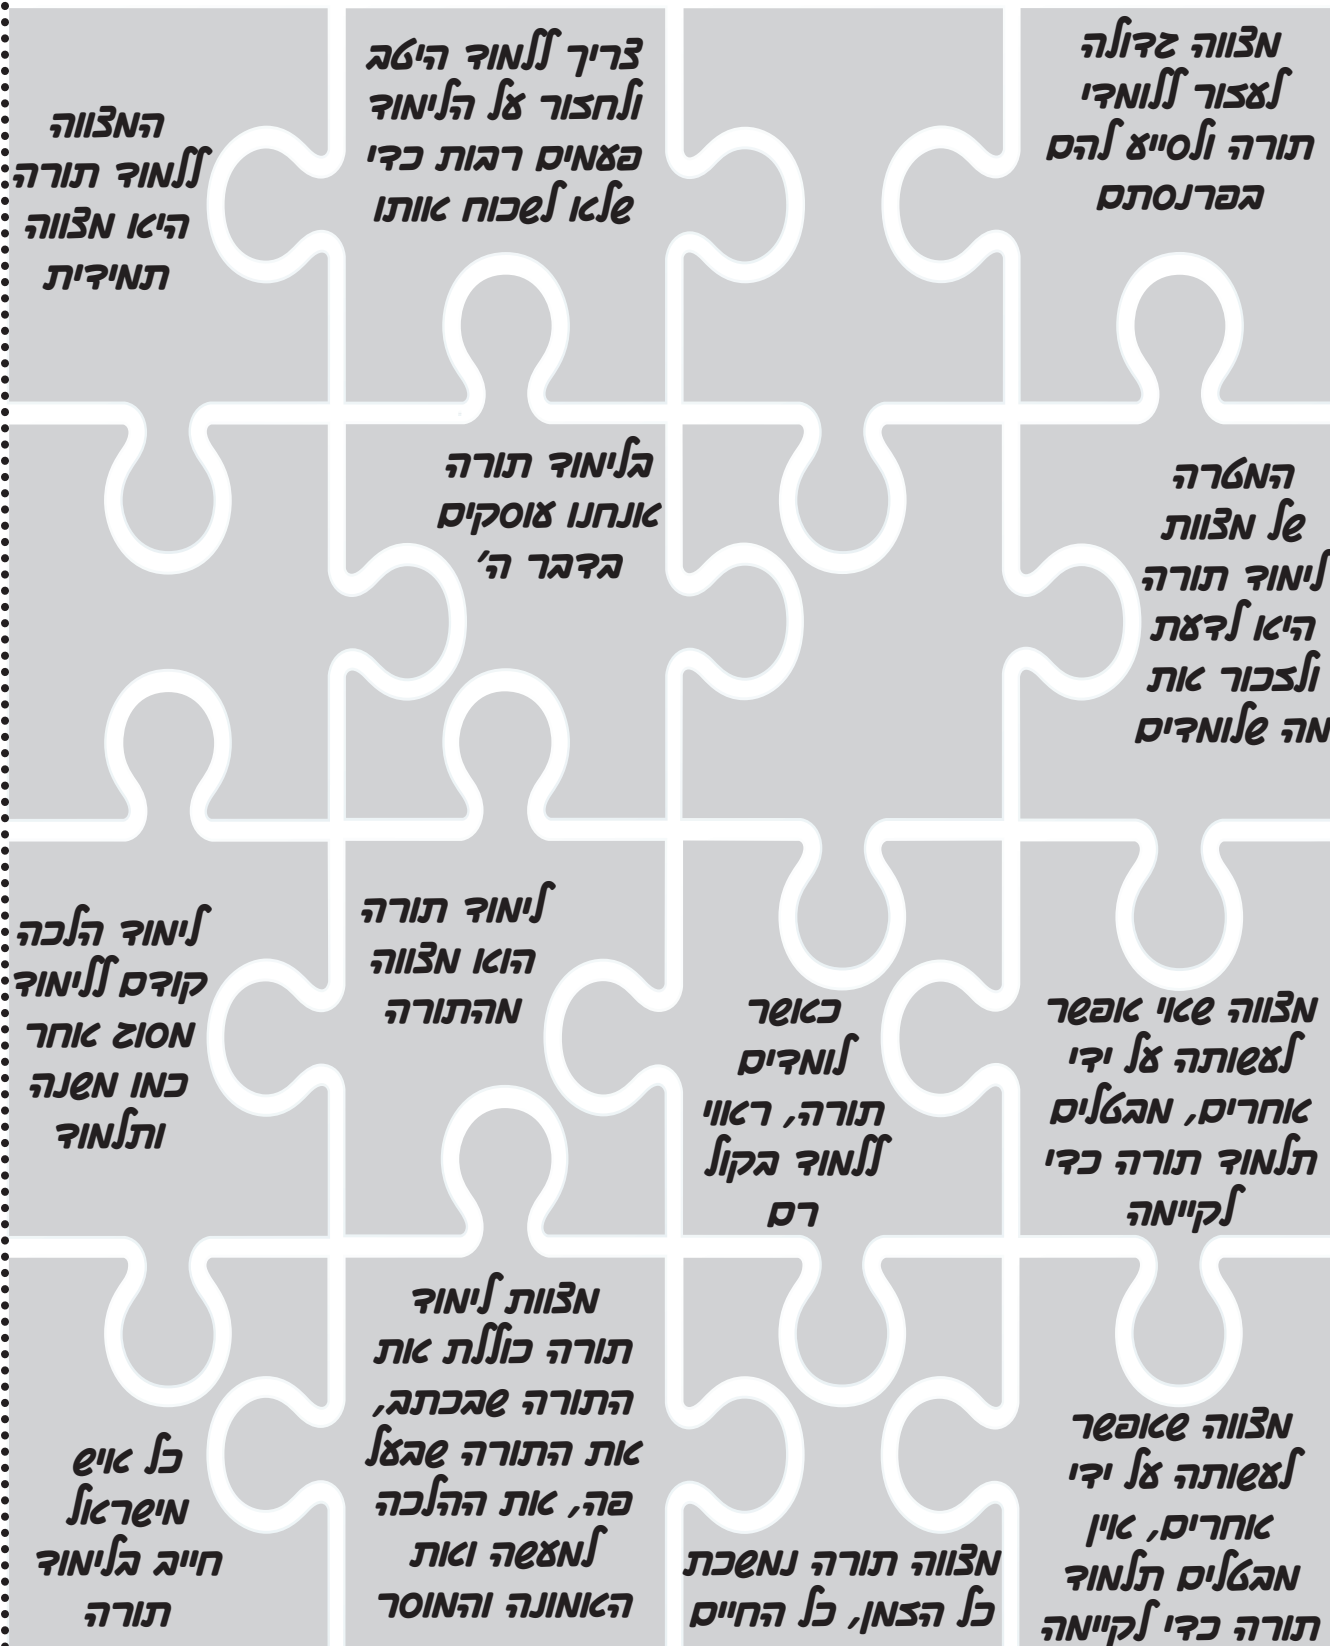 מצווה גדולה
לעזור ללומדי
תורה ולסייע להם
בפרנסתם
צריך ללמוד היטב
ולחזור על הלימוד
פעמים רבות כדי
שלא לשכוח אותו
המצווה
ללמוד תורה
היא מצווה
תמידית
המטרה
של מצוות
לימוד תורה
היא לדעת
ולזכור את
מה שלומדים
בלימוד תורה
אנחנו עוסקים
בדבר ה'
מצווה שאי אפשר
לעשותה על ידי
אחרים, מבטלים
תלמוד תורה כדי
לקיימה
כאשר
לומדים
תורה, ראוי
ללמוד בקול
רם
לימוד תורה
הוא מצווה
מהתורה
לימוד הלכה
קודם ללימוד
מסוג אחר
כמו משנה
ותלמוד
מצווה שאפשר
לעשותה על ידי
אחרים, אין
מבטלים תלמוד
תורה כדי לקיימה
מצווה תורה נמשכת
כל הזמן, כל החיים
מצוות לימוד
תורה כוללת את
התורה שבכתב,
את התורה שבעל
פה, את ההלכה
למעשה ואת
האמונה והמוסר
כל איש
מישראל
חייב בלימוד
תורה